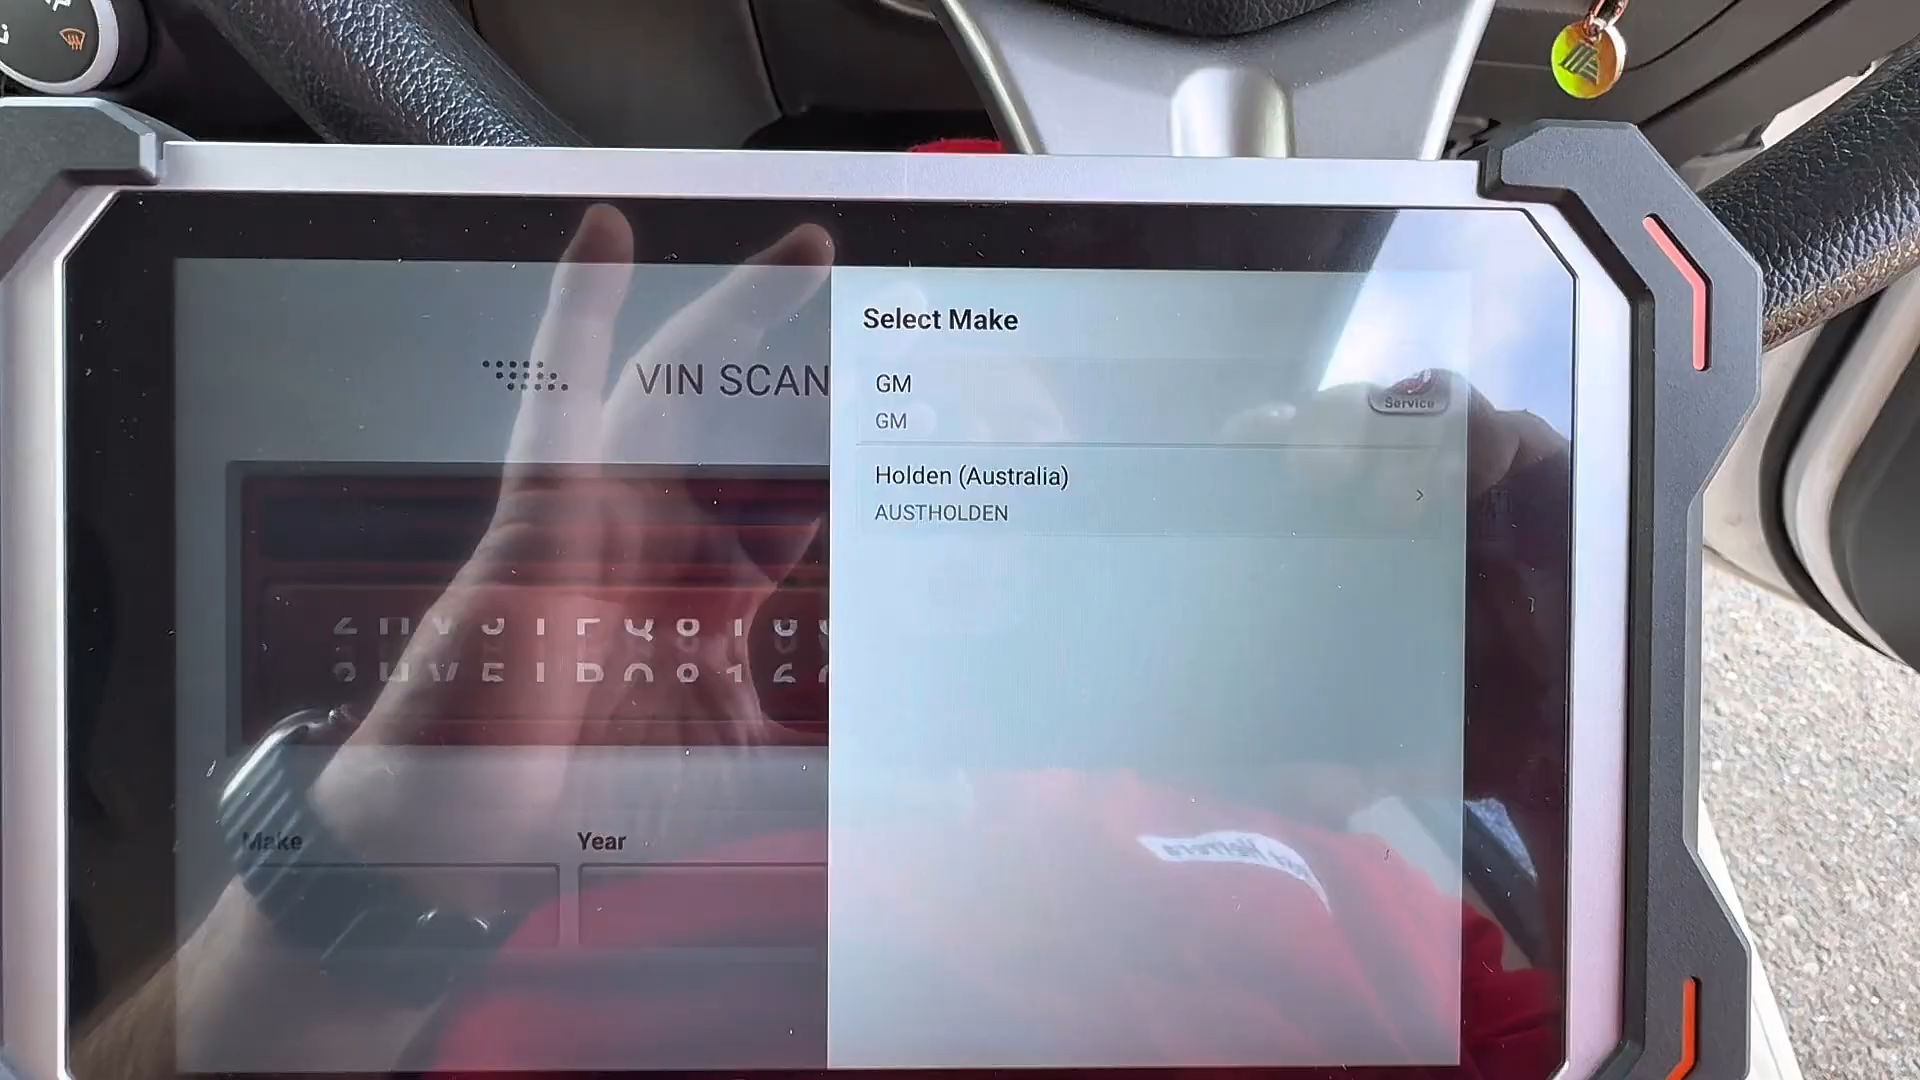 Select Make
VIN SCAN
GM
GM
Service
Holden (Australia)
AUSTHOLDEN
Make
Year